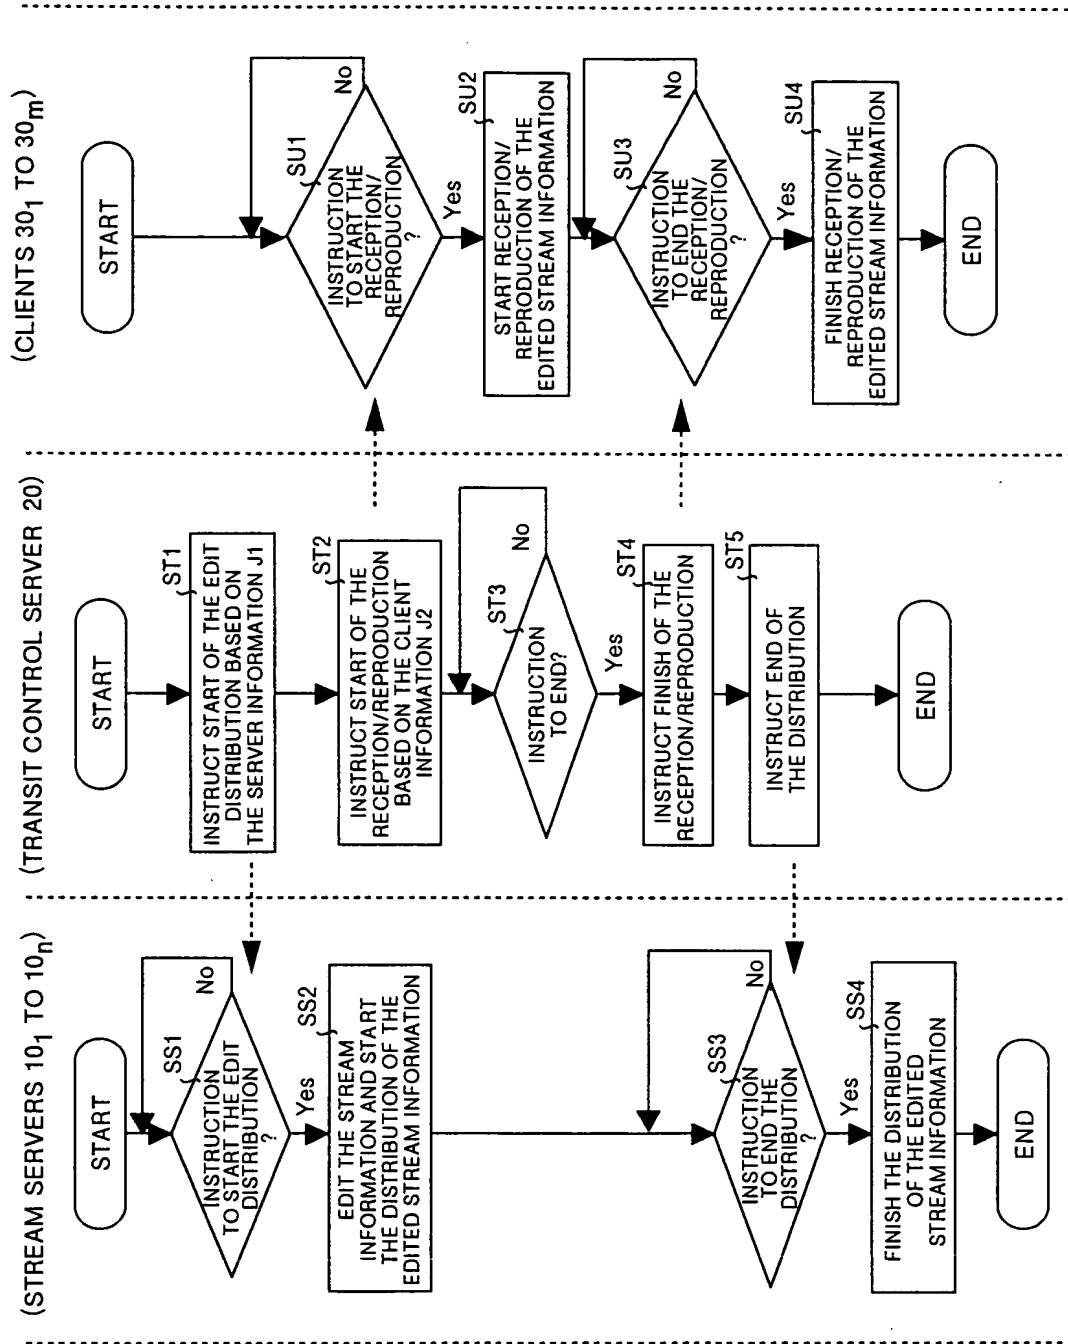 (STREAM SERVERS 10₁ TO 10ₙ)
START
SS1
INSTRUCTION
TO START THE EDIT
DISTRIBUTION
?
No
Yes
SS2
EDIT THE STREAM
INFORMATION AND START
THE DISTRIBUTION OF THE
EDITED STREAM INFORMATION
SS3
INSTRUCTION
TO END THE
DISTRIBUTION
?
No
Yes
SS4
FINISH THE DISTRIBUTION
OF THE EDITED
STREAM INFORMATION
END
(TRANSIT CONTROL SERVER 20)
START
ST1
INSTRUCT START OF THE EDIT
DISTRIBUTION BASED ON
THE SERVER INFORMATION J1
ST2
INSTRUCT START OF THE
RECEPTION/REPRODUCTION
BASED ON THE CLIENT
INFORMATION J2
ST3
INSTRUCTION
TO END?
No
Yes
ST4
INSTRUCT FINISH OF THE
RECEPTION/REPRODUCTION
ST5
INSTRUCT END OF
THE DISTRIBUTION
END
(CLIENTS 30₁ TO 30ₘ)
START
SU1
INSTRUCTION
TO START THE
RECEPTION/
REPRODUCTION
?
No
Yes
SU2
START RECEPTION/
REPRODUCTION OF THE
EDITED STREAM INFORMATION
SU3
INSTRUCTION
TO END THE
RECEPTION/
REPRODUCTION
?
No
Yes
SU4
FINISH RECEPTION/
REPRODUCTION OF THE
EDITED STREAM INFORMATION
END